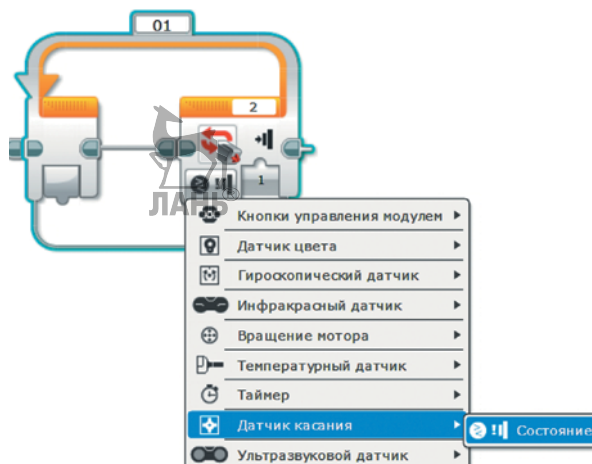 01
2
1
ЛАНЬ®
Кнопки управления модулем
Датчик цвета
Гироскопический датчик
Инфракрасный датчик
Вращение мотора
Температурный датчик
Таймер
Датчик касания
Состояние
Ультразвуковой датчик